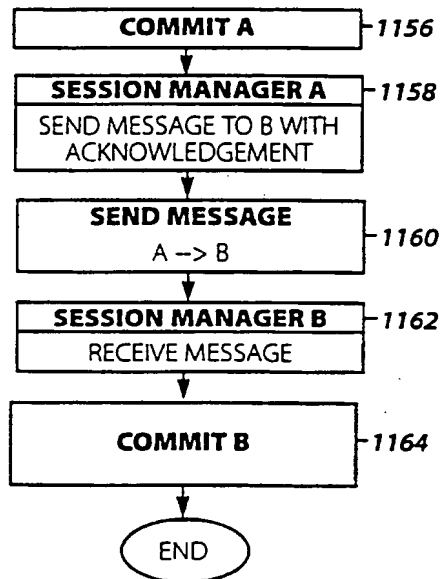 COMMIT A
1156
SESSION MANAGER A
1158
SEND MESSAGE TO B WITH
ACKNOWLEDGEMENT
SEND MESSAGE
1160
A --> B
SESSION MANAGER B
1162
RECEIVE MESSAGE
COMMIT B
1164
END